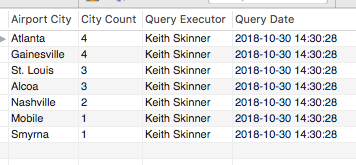 Airport City City Count Query Executor Query Date
Atlanta 4 Keith Skinner 2018-10-30 14:30:28
Gainesville 4 Keith Skinner 2018-10-30 14:30:28
St. Louis 3 Keith Skinner 2018-10-30 14:30:28
Alcoa 3 Keith Skinner 2018-10-30 14:30:28
Nashville 2 Keith Skinner 2018-10-30 14:30:28
Mobile 1 Keith Skinner 2018-10-30 14:30:28
Smyrna 1 Keith Skinner 2018-10-30 14:30:28